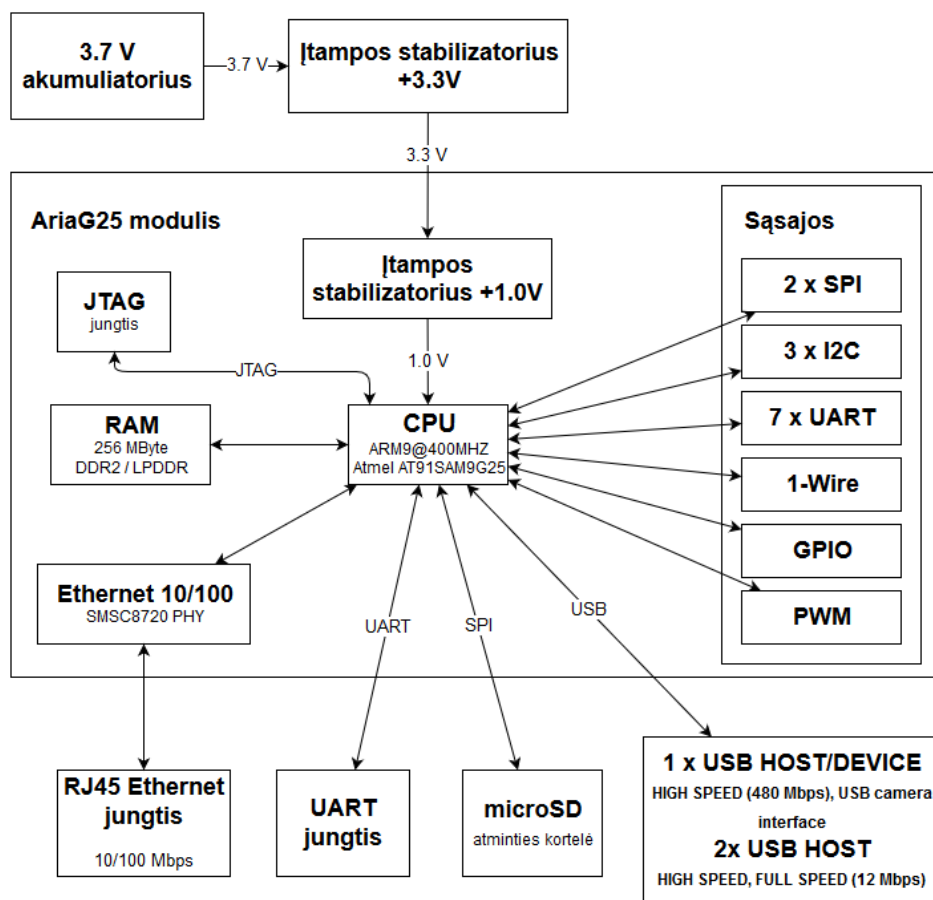 3.7 V
akumuliatorius
3.7 V
Įtampos stabilizatorius
+3.3V
3.3 V
AriaG25 modulis
Sąsajos
Įtampos
stabilizatorius +1.0V
2 x SPI
JTAG
jungtis
3 x I2C
1.0 V
JTAG
7 x UART
RAM
256 MByte
DDR2 / LPDDR
CPU
ARM9@400MHZ
Atmel AT91SAM9G25
1-Wire
GPIO
Ethernet 10/100
SMSC8720 PHY
PWM
UART
SPI
USB
RJ45 Ethernet
jungtis
10/100 Mbps
UART
jungtis
microSD
atminties kortelė
1 x USB HOST/DEVICE
HIGH SPEED (480 Mbps), USB camera
interface
2x USB HOST
HIGH SPEED, FULL SPEED (12 Mbps)